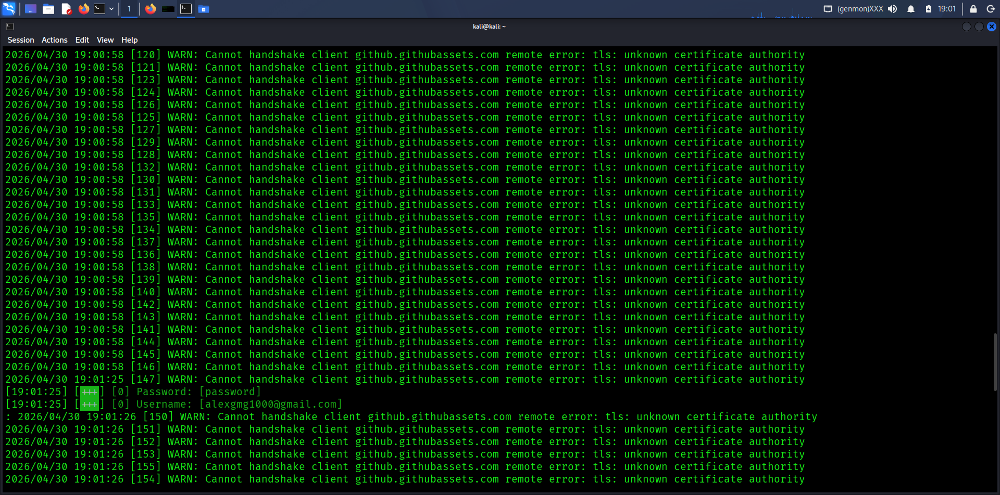 1
(genmon)XXX
19:01
kali@kali: ~
Session Actions Edit View Help
2026/04/30 19:00:58 [120] WARN: Cannot handshake client github.githubassets.com remote error: tls: unknown certificate authority
2026/04/30 19:00:58 [121] WARN: Cannot handshake client github.githubassets.com remote error: tls: unknown certificate authority
2026/04/30 19:00:58 [123] WARN: Cannot handshake client github.githubassets.com remote error: tls: unknown certificate authority
2026/04/30 19:00:58 [124] WARN: Cannot handshake client github.githubassets.com remote error: tls: unknown certificate authority
2026/04/30 19:00:58 [126] WARN: Cannot handshake client github.githubassets.com remote error: tls: unknown certificate authority
2026/04/30 19:00:58 [125] WARN: Cannot handshake client github.githubassets.com remote error: tls: unknown certificate authority
2026/04/30 19:00:58 [127] WARN: Cannot handshake client github.githubassets.com remote error: tls: unknown certificate authority
2026/04/30 19:00:58 [129] WARN: Cannot handshake client github.githubassets.com remote error: tls: unknown certificate authority
2026/04/30 19:00:58 [128] WARN: Cannot handshake client github.githubassets.com remote error: tls: unknown certificate authority
2026/04/30 19:00:58 [132] WARN: Cannot handshake client github.githubassets.com remote error: tls: unknown certificate authority
2026/04/30 19:00:58 [130] WARN: Cannot handshake client github.githubassets.com remote error: tls: unknown certificate authority
2026/04/30 19:00:58 [131] WARN: Cannot handshake client github.githubassets.com remote error: tls: unknown certificate authority
2026/04/30 19:00:58 [133] WARN: Cannot handshake client github.githubassets.com remote error: tls: unknown certificate authority
2026/04/30 19:00:58 [135] WARN: Cannot handshake client github.githubassets.com remote error: tls: unknown certificate authority
2026/04/30 19:00:58 [134] WARN: Cannot handshake client github.githubassets.com remote error: tls: unknown certificate authority
2026/04/30 19:00:58 [137] WARN: Cannot handshake client github.githubassets.com remote error: tls: unknown certificate authority
2026/04/30 19:00:58 [136] WARN: Cannot handshake client github.githubassets.com remote error: tls: unknown certificate authority
2026/04/30 19:00:58 [138] WARN: Cannot handshake client github.githubassets.com remote error: tls: unknown certificate authority
2026/04/30 19:00:58 [139] WARN: Cannot handshake client github.githubassets.com remote error: tls: unknown certificate authority
2026/04/30 19:00:58 [140] WARN: Cannot handshake client github.githubassets.com remote error: tls: unknown certificate authority
2026/04/30 19:00:58 [142] WARN: Cannot handshake client github.githubassets.com remote error: tls: unknown certificate authority
2026/04/30 19:00:58 [143] WARN: Cannot handshake client github.githubassets.com remote error: tls: unknown certificate authority
2026/04/30 19:00:58 [141] WARN: Cannot handshake client github.githubassets.com remote error: tls: unknown certificate authority
2026/04/30 19:00:58 [144] WARN: Cannot handshake client github.githubassets.com remote error: tls: unknown certificate authority
2026/04/30 19:00:58 [145] WARN: Cannot handshake client github.githubassets.com remote error: tls: unknown certificate authority
2026/04/30 19:00:58 [146] WARN: Cannot handshake client github.githubassets.com remote error: tls: unknown certificate authority
2026/04/30 19:01:25 [147] WARN: Cannot handshake client github.githubassets.com remote error: tls: unknown certificate authority
[19:01:25] [+++] [0] Password: [password]
[19:01:25] [+++] [0] Username: [alexgmg1000@gmail.com]
: 2026/04/30 19:01:26 [150] WARN: Cannot handshake client github.githubassets.com remote error: tls: unknown certificate authority
2026/04/30 19:01:26 [151] WARN: Cannot handshake client github.githubassets.com remote error: tls: unknown certificate authority
2026/04/30 19:01:26 [152] WARN: Cannot handshake client github.githubassets.com remote error: tls: unknown certificate authority
2026/04/30 19:01:26 [153] WARN: Cannot handshake client github.githubassets.com remote error: tls: unknown certificate authority
2026/04/30 19:01:26 [155] WARN: Cannot handshake client github.githubassets.com remote error: tls: unknown certificate authority
2026/04/30 19:01:26 [154] WARN: Cannot handshake client github.githubassets.com remote error: tls: unknown certificate authority